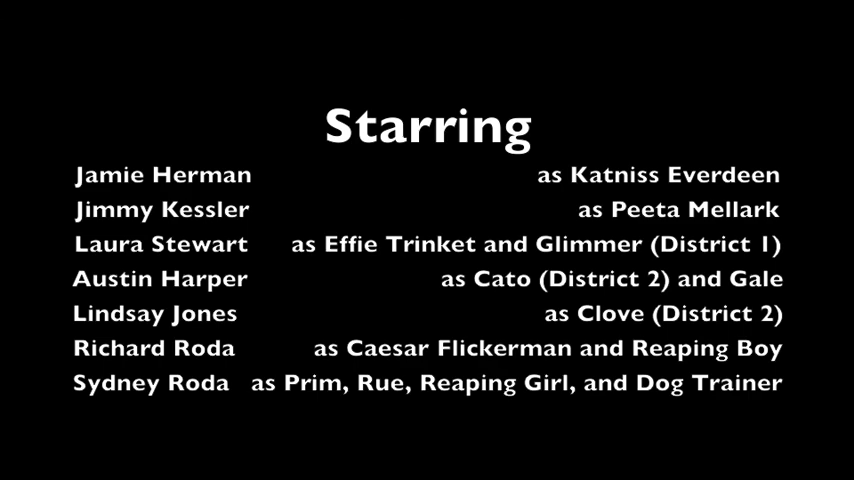 Starring
Jamie Herman as Katniss Everdeen
Jimmy Kessler as Peeta Mellark
Laura Stewart as Effie Trinket and Glimmer (District 1)
Austin Harper as Cato (District 2) and Gale
Lindsay Jones as Clove (District 2)
Richard Roda as Caesar Flickerman and Reaping Boy
Sydney Roda as Prim, Rue, Reaping Girl, and Dog Trainer